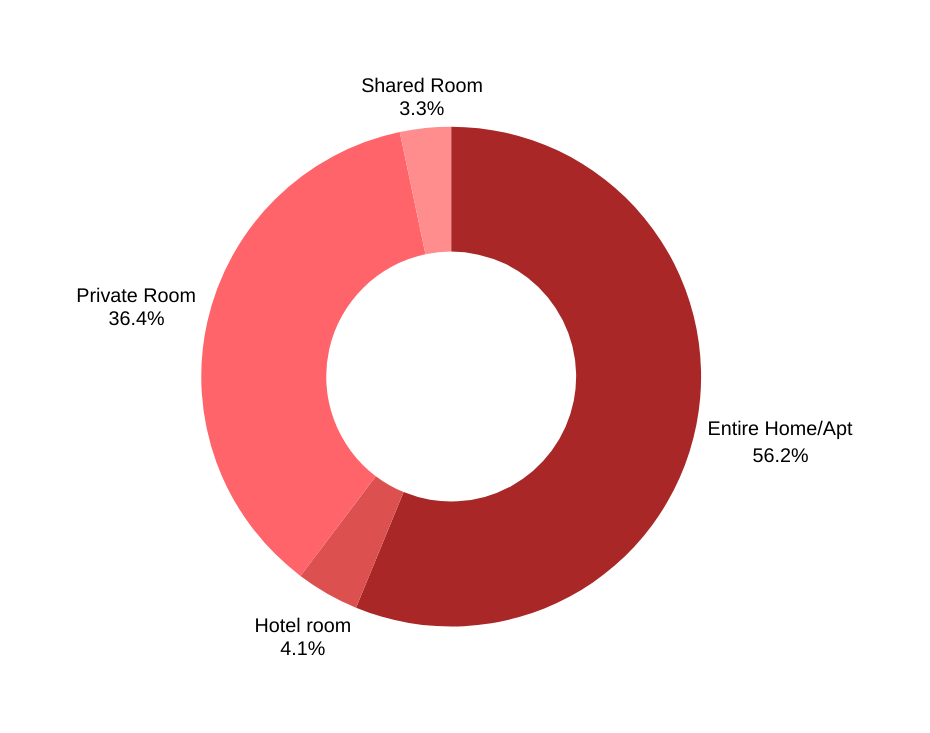 Shared Room
3.3%
Private Room
36.4%
Entire Home/Apt
56.2%
Hotel room
4.1%